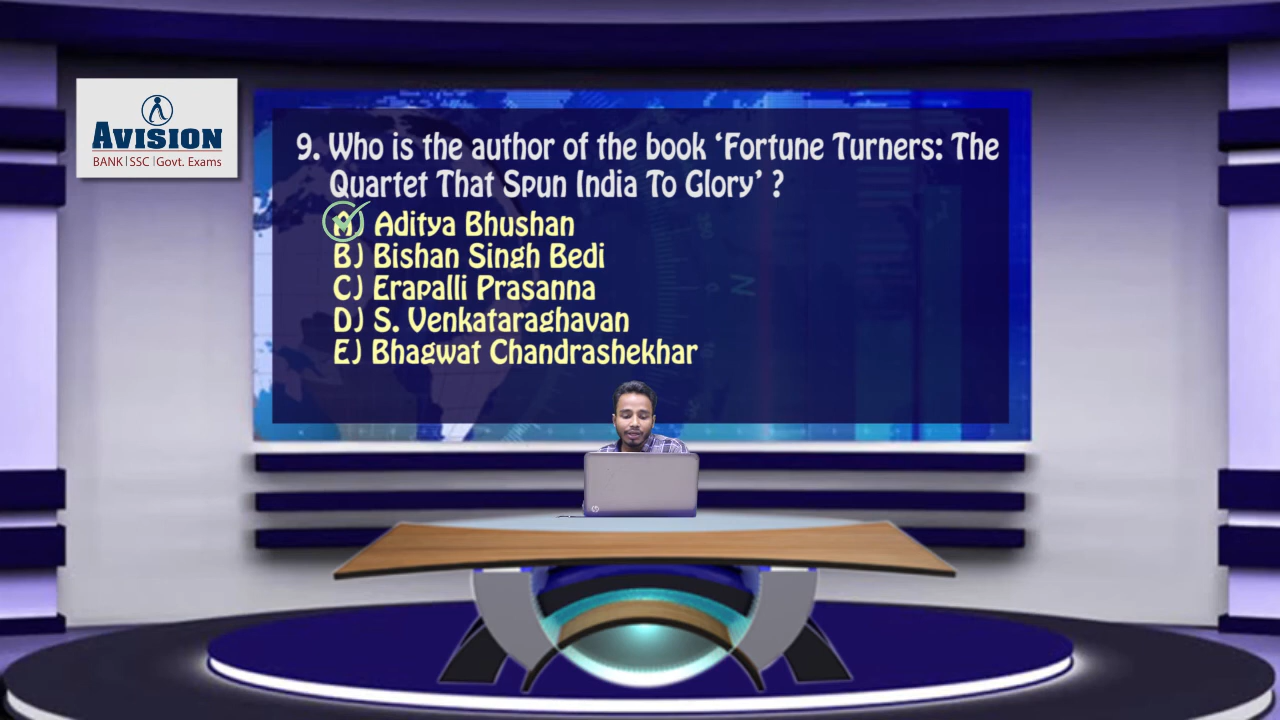 AVISION
BANK|SSC|Govt. Exams
9. Who is the author of the book ‘Fortune Turners: The
Quartet That Spun India To Glory’ ?
A) Aditya Bhushan
B) Bishan Singh Bedi
C) Erapalli Prasanna
D) S. Venkataraghavan
E) Bhagwat Chandrashekhar
hp